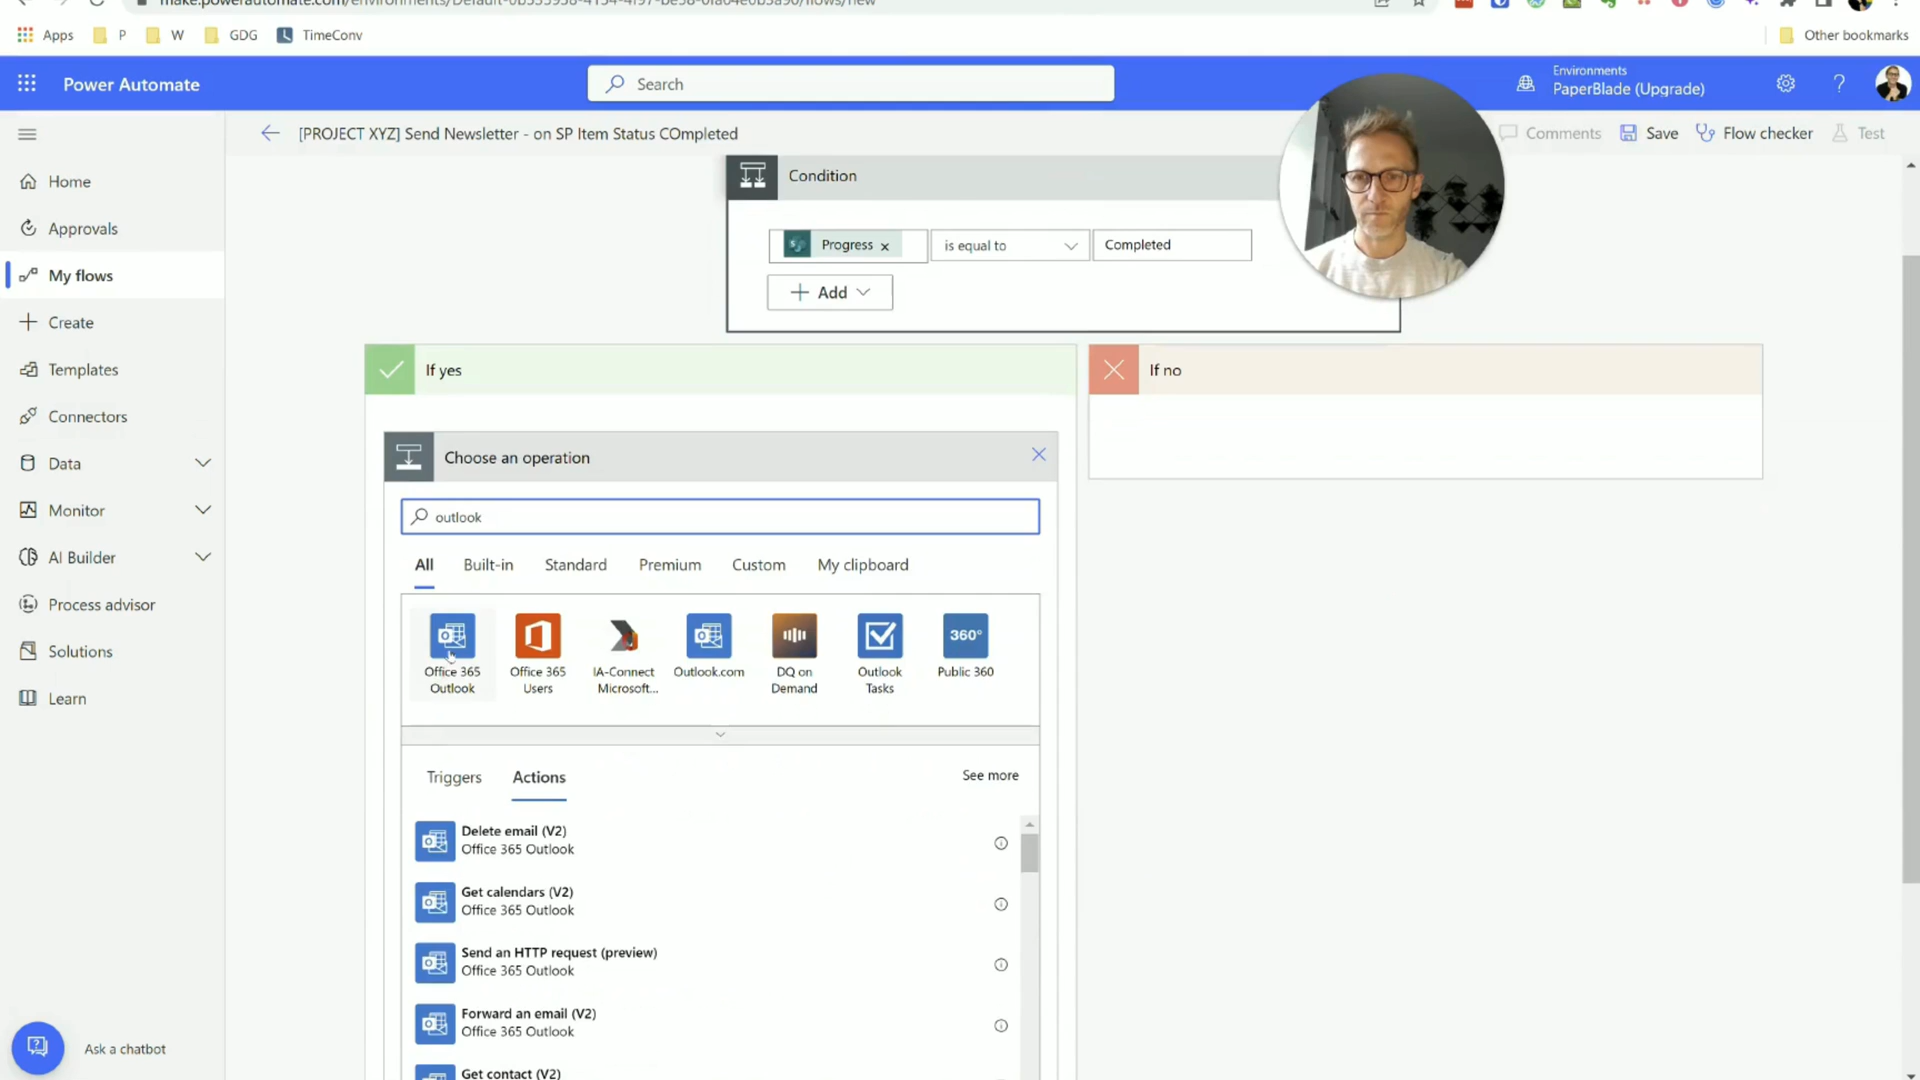 Apps
P
W
GDG
TimeConv
Other bookmarks
Power Automate
Search
Environments
PaperBlade (Upgrade)
[PROJECT XYZ] Send Newsletter - on SP Item Status COmpleted
Comments
Save
Flow checker
Test
Home
Approvals
My flows
Create
Templates
Connectors
Data
Monitor
AI Builder
Process advisor
Solutions
Learn
Ask a chatbot
Condition
Progress
is equal to
Completed
Add
If yes
If no
Choose an operation
outlook
All
Built-in
Standard
Premium
Custom
My clipboard
Office 365
Outlook
Office 365
Users
IA-Connect
Microsoft...
Outlook.com
DQ on
Demand
Outlook
Tasks
360°
Public 360
Triggers
Actions
See more
Delete email (V2)
Office 365 Outlook
Get calendars (V2)
Office 365 Outlook
Send an HTTP request (preview)
Office 365 Outlook
Forward an email (V2)
Office 365 Outlook
Get contact (V2)